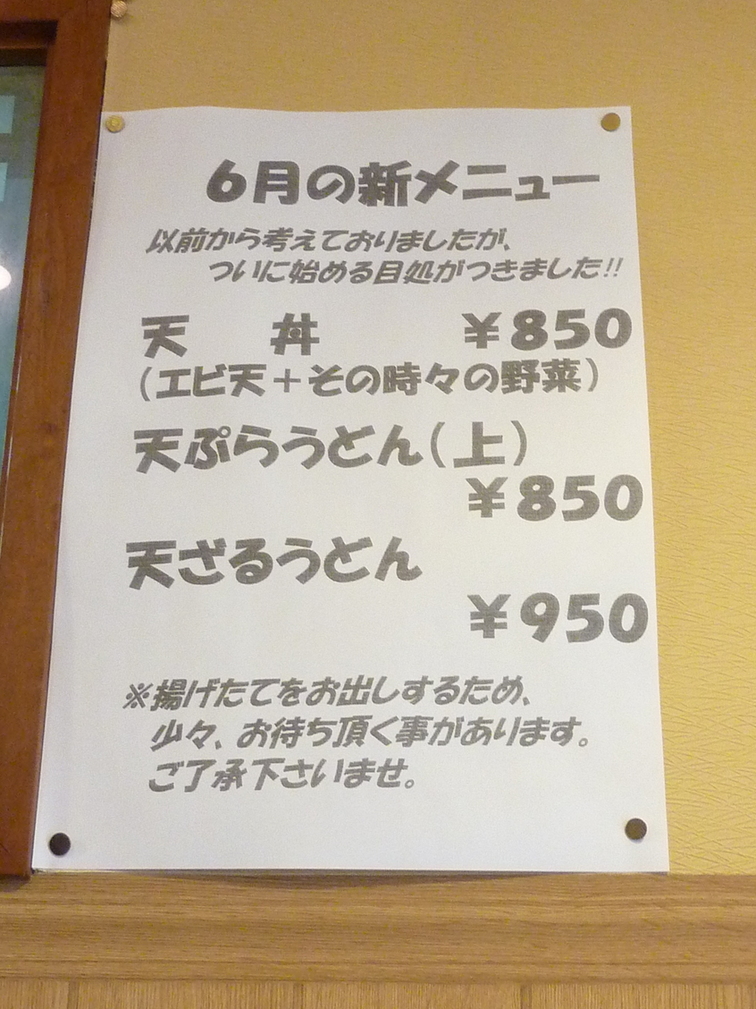 6月の新メニュー
以前から考えておりましたが、
ついに始める目処がつきました!!
天　丼　￥850
(エビ天+その時々の野菜)
天ぷらうどん(上)
￥850
天ざるうどん
￥950
※揚げたてをお出しするため、
少々、お待ち頂く事があります。
ご了承下さいませ。